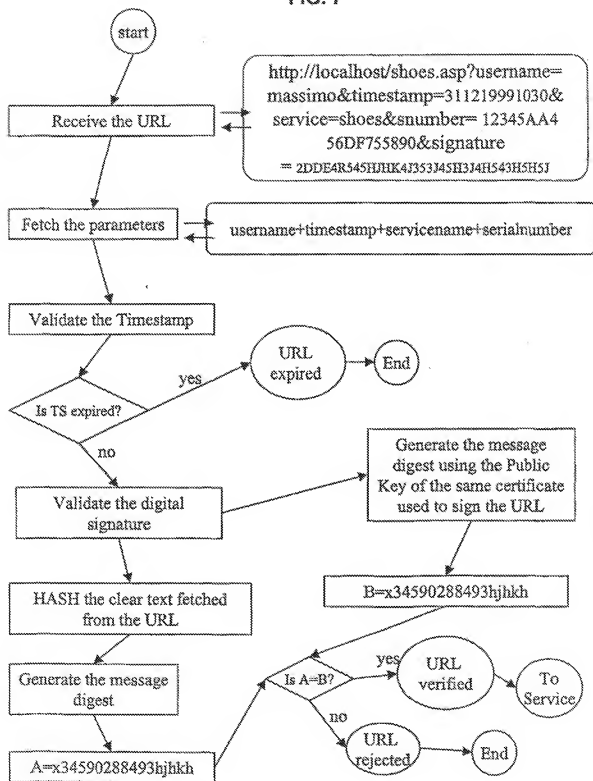 start
Receive the URL
http://localhost/shoes.asp?username=
massimo&timestamp=311219991030&
service=shoes&snumber= 12345AA4
56DF755890&signature
= 2DDE4R545HJHK4J353J45H3J4H543H5H5J
Fetch the parameters
username+timestamp+servicename+serialnumber
Validate the Timestamp
Is TS expired?
yes
URL
expired
End
no
Validate the digital
signature
Generate the message
digest using the Public
Key of the same certificate
used to sign the URL
HASH the clear text fetched
from the URL
B=x34590288493hjhkh
Generate the message
digest
Is A=B?
yes
URL
verified
To
Service
no
URL
rejected
End
A=x34590288493hjhkh